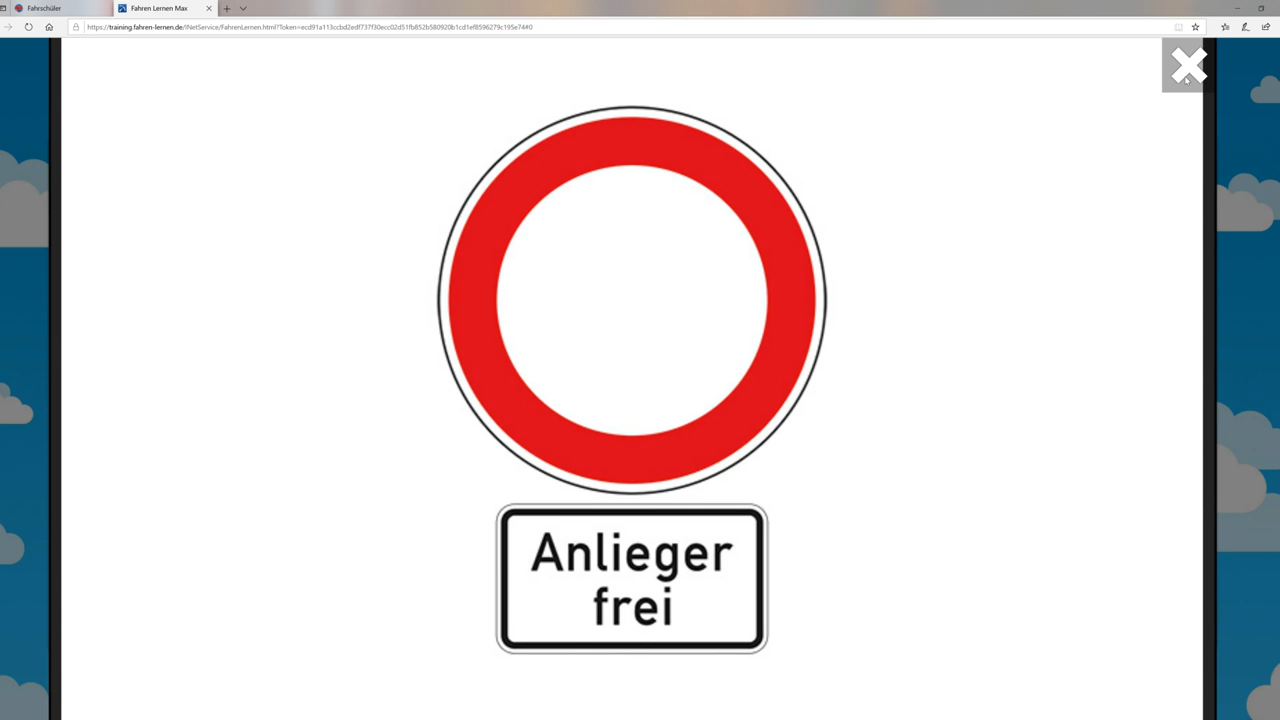 Fahrschüler
Fahren Lernen Max
https://training.fahren-lernen.de/INetService/FahrenLernen.html?Token=ecd91a113ccbd2edf737f30ecc02d51fb852b580920b1cd1ef8596279c195e74#0
Anlieger
frei